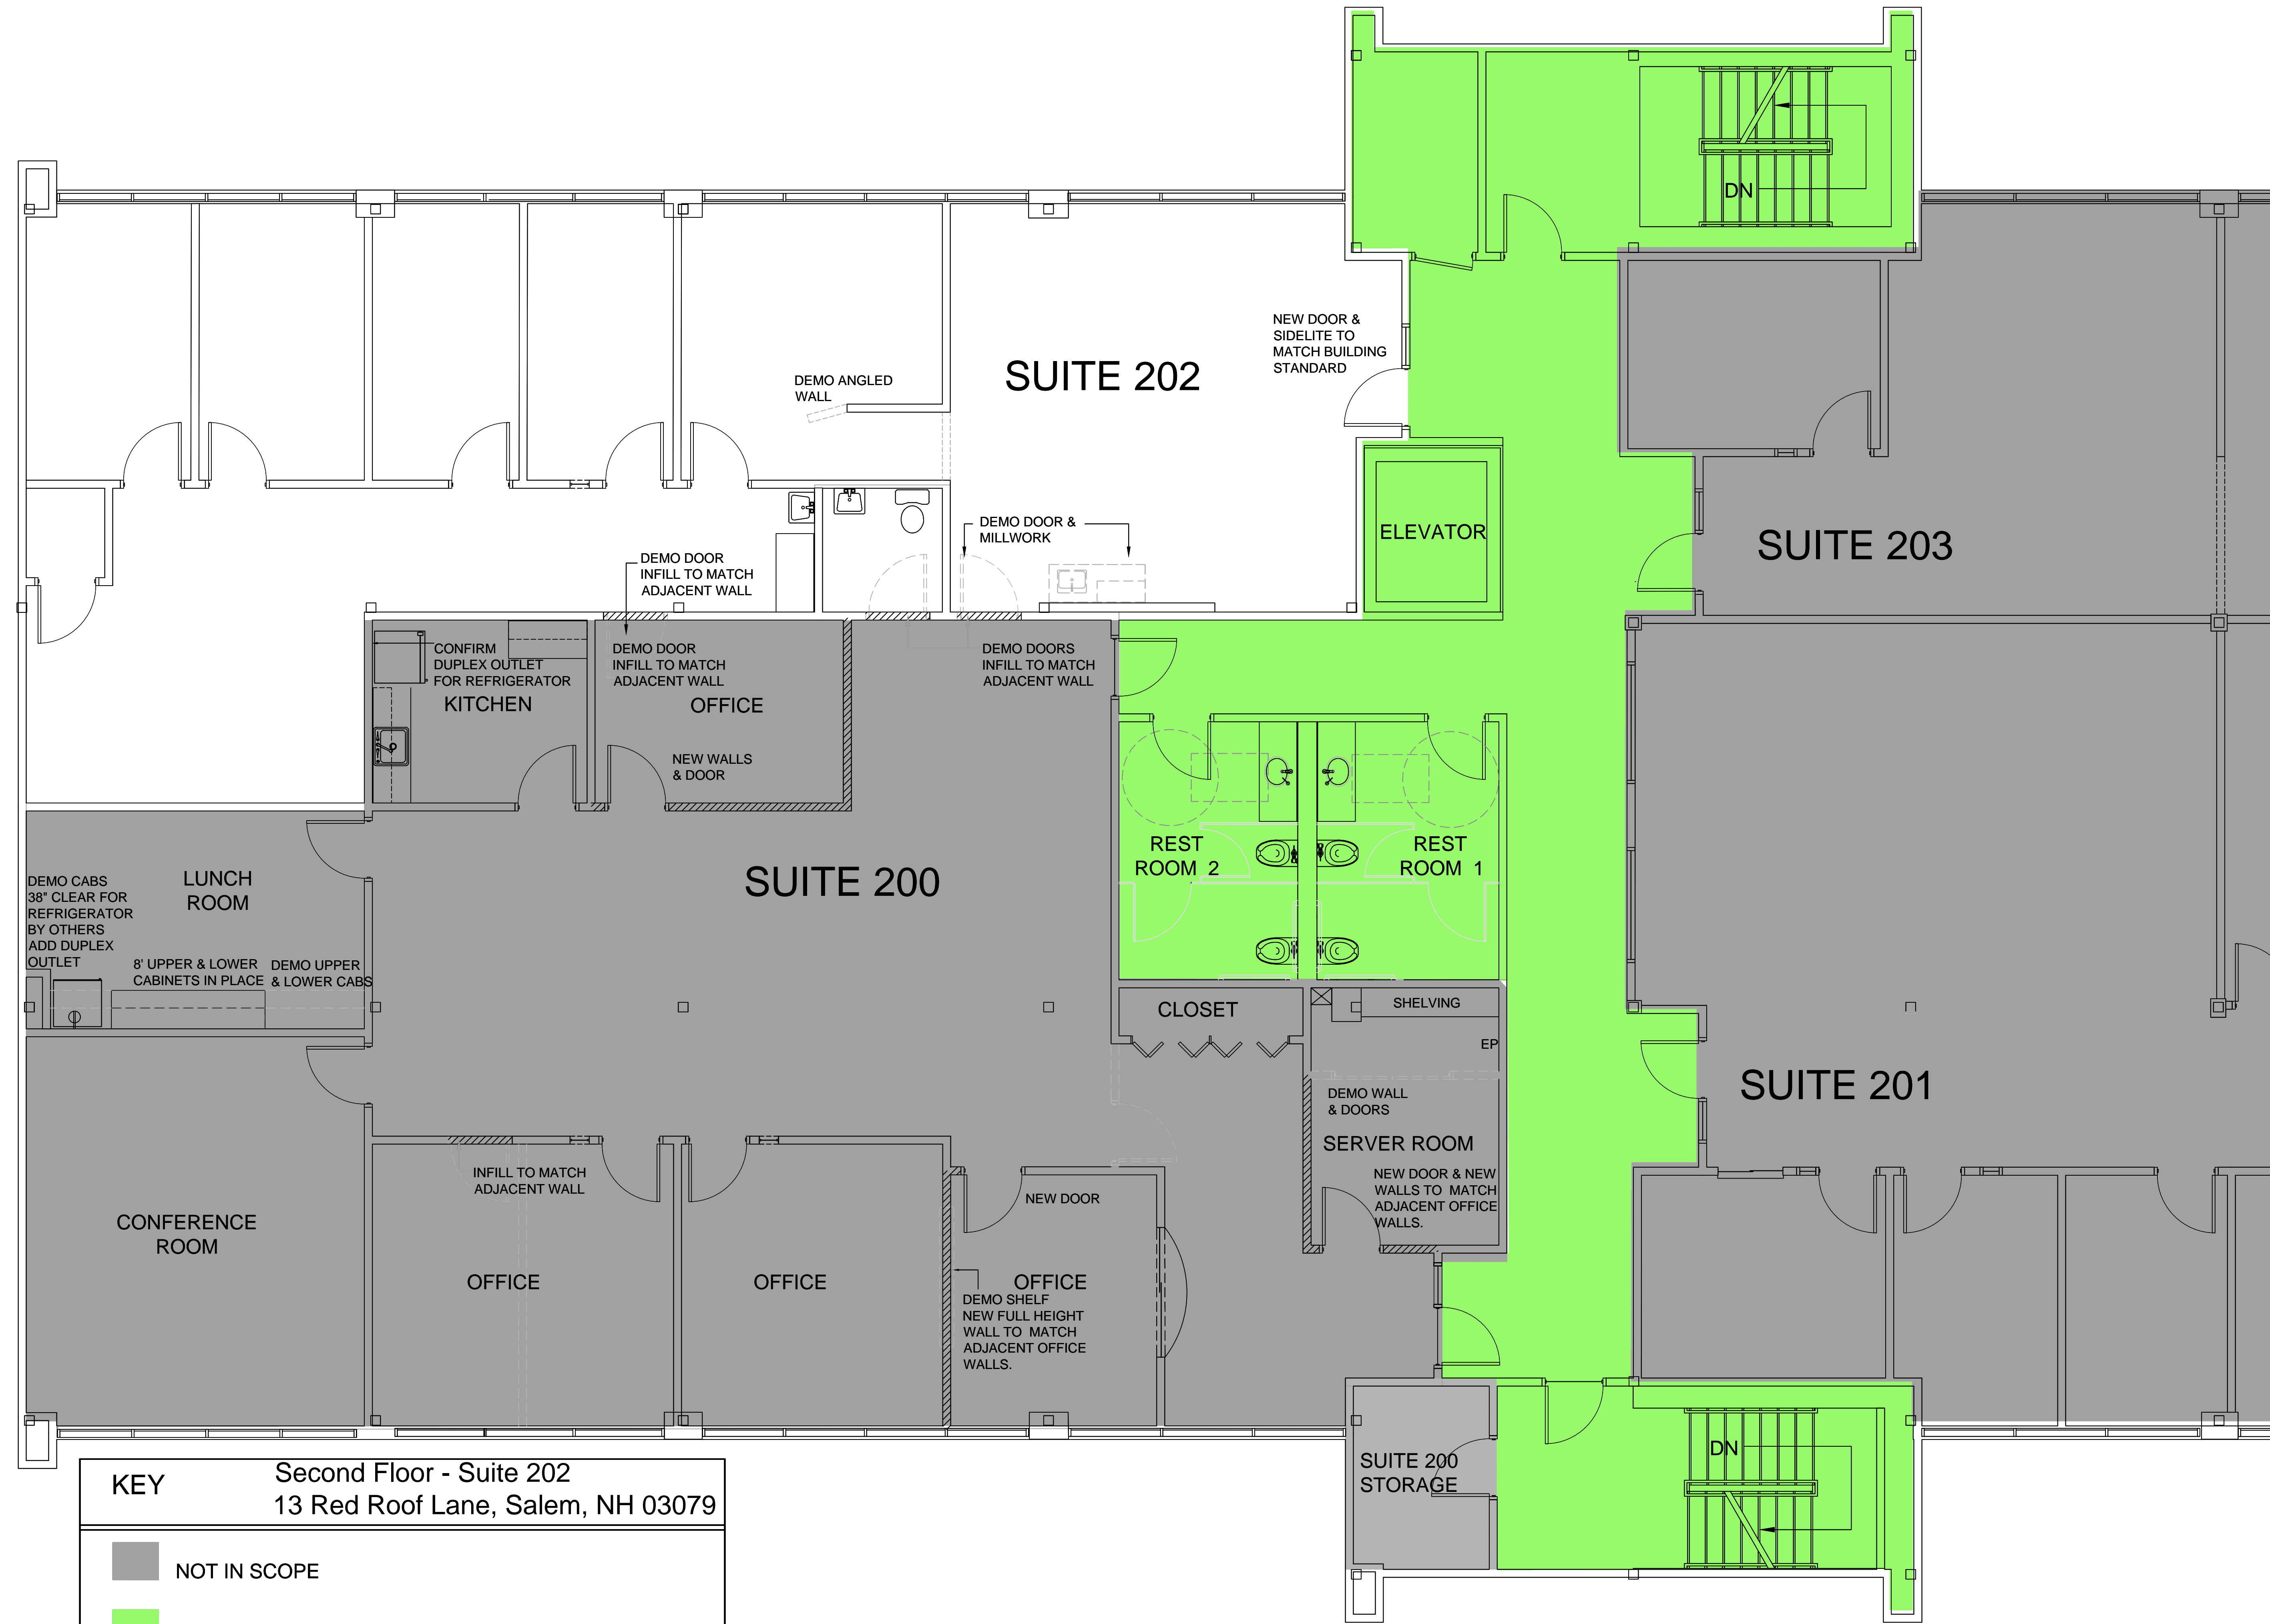 DN
NEW DOOR &
SIDELITE TO
MATCH BUILDING
STANDARD
SUITE 202
DEMO ANGLED
WALL
DEMO DOOR &
MILLWORK
ELEVATOR
SUITE 203
DEMO DOOR
INFILL TO MATCH
ADJACENT WALL
CONFIRM
DUPLEX OUTLET
FOR REFRIGERATOR
KITCHEN
DEMO DOOR
INFILL TO MATCH
ADJACENT WALL
OFFICE
NEW WALLS
& DOOR
DEMO DOORS
INFILL TO MATCH
ADJACENT WALL
REST
ROOM 2
REST
ROOM 1
SUITE 200
LUNCH
ROOM
DEMO CABS
38" CLEAR FOR
REFRIGERATOR
BY OTHERS
ADD DUPLEX
OUTLET
8' UPPER & LOWER
CABINETS IN PLACE
DEMO UPPER
& LOWER CABS
CLOSET
SHELVING
EP
DEMO WALL
& DOORS
SERVER ROOM
NEW DOOR & NEW
WALLS TO MATCH
ADJACENT OFFICE
WALLS.
SUITE 201
INFILL TO MATCH
ADJACENT WALL
NEW DOOR
CONFERENCE
ROOM
OFFICE
OFFICE
OFFICE
DEMO SHELF
NEW FULL HEIGHT
WALL TO MATCH
ADJACENT OFFICE
WALLS.
SUITE 200
STORAGE
DN
KEY
Second Floor - Suite 202
13 Red Roof Lane, Salem, NH 03079
NOT IN SCOPE